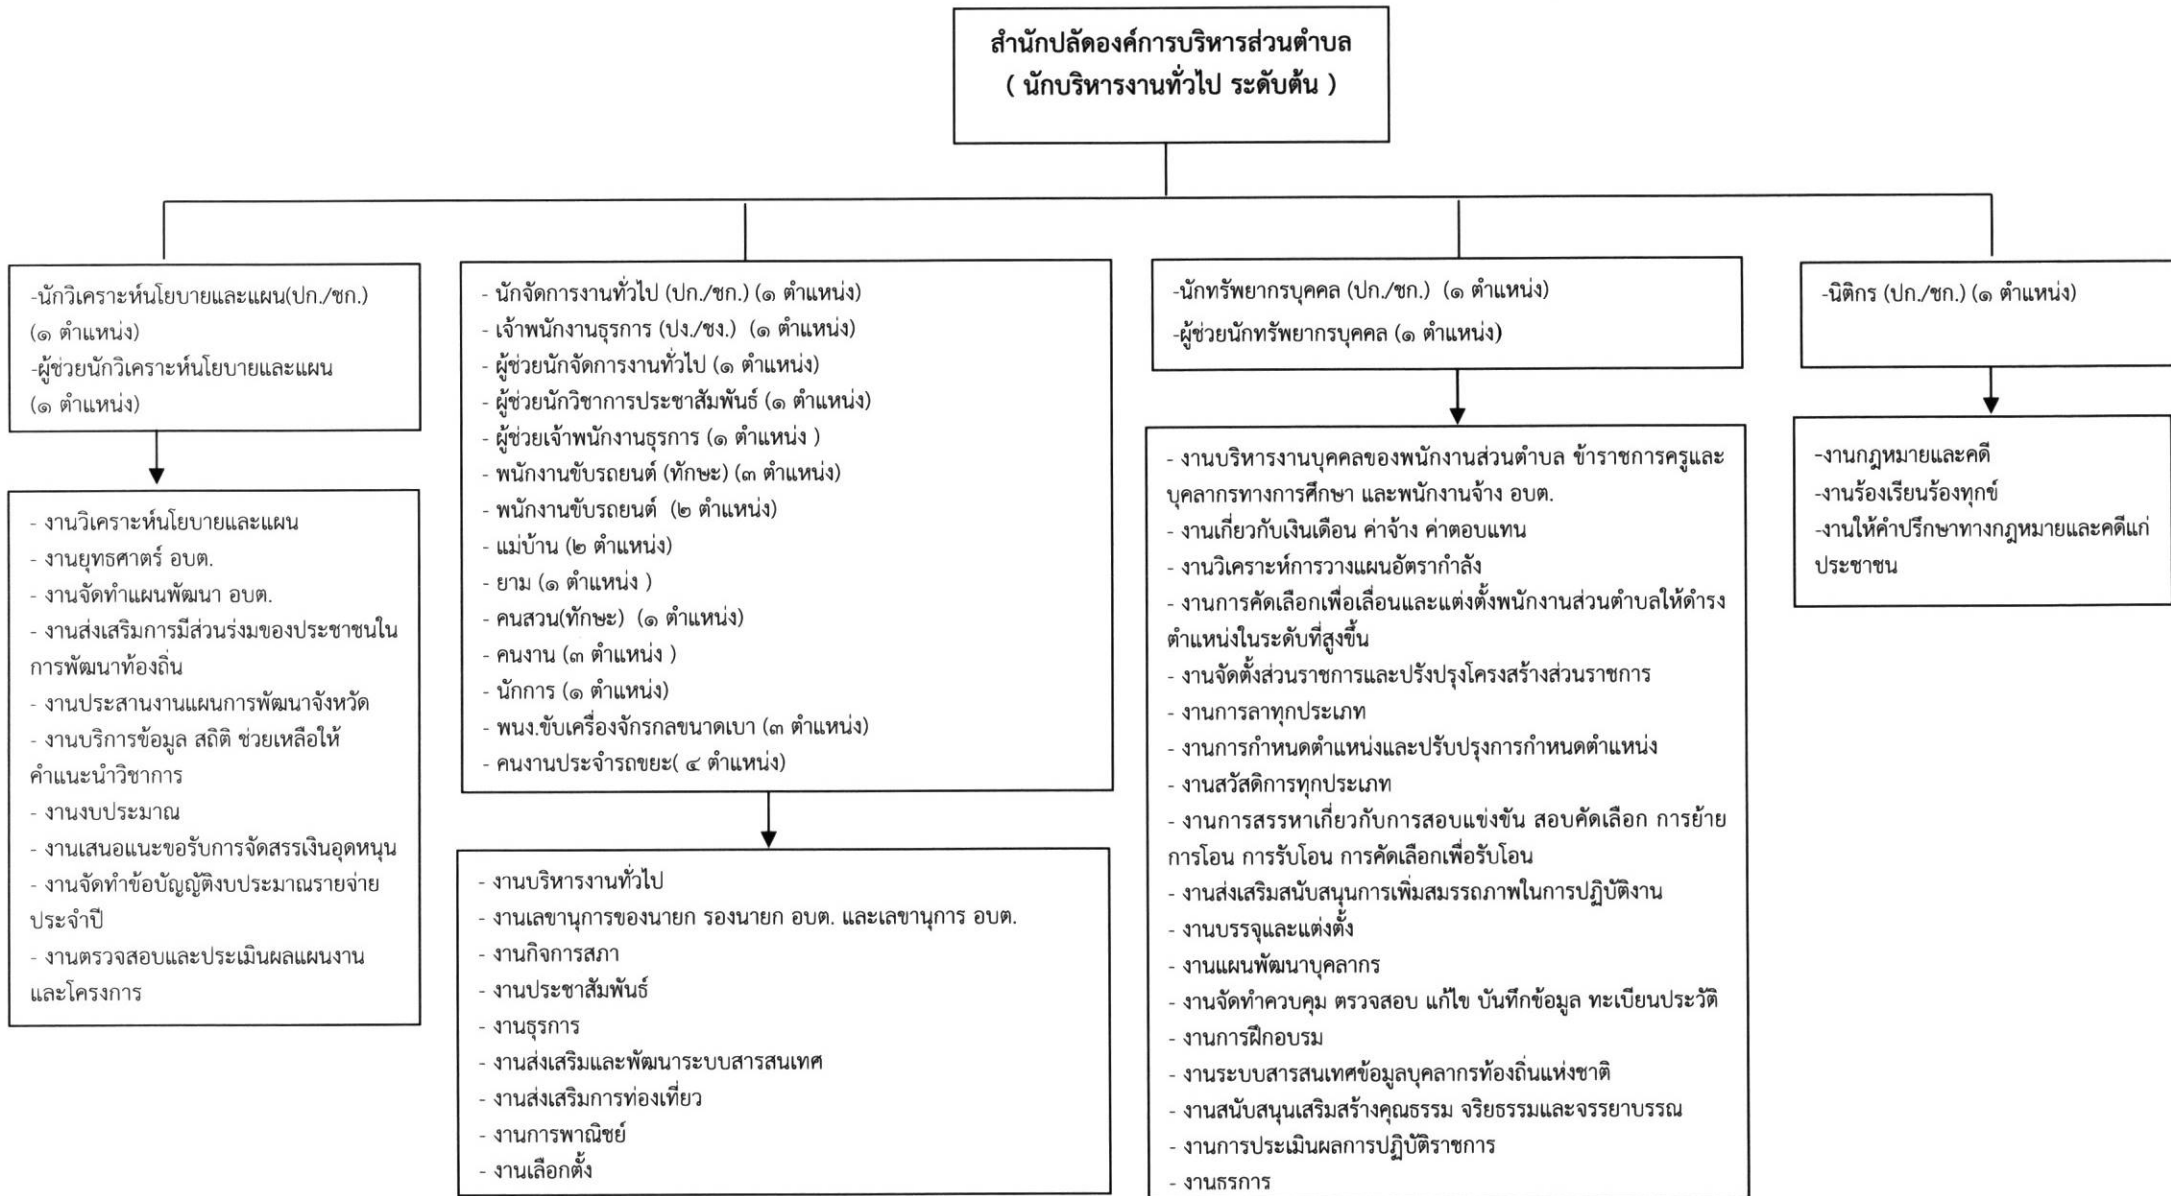 สำนักปลัดองค์การบริหารส่วนตำบล
( นักบริหารงานทั่วไป ระดับต้น )
-นักวิเคราะห์นโยบายและแผน(ปก./ชก.)
(๑ ตำแหน่ง)
-ผู้ช่วยนักวิเคราะห์นโยบายและแผน
(๑ ตำแหน่ง)
- งานวิเคราะห์นโยบายและแผน
- งานยุทธศาตร์ อบต.
- งานจัดทำแผนพัฒนา อบต.
- งานส่งเสริมการมีส่วนร่งมของประชาชนใน
การพัฒนาท้องถิ่น
- งานประสานงานแผนการพัฒนาจังหวัด
- งานบริการข้อมูล สถิติ ช่วยเหลือให้
คำแนะนำวิชาการ
- งานงบประมาณ
- งานเสนอแนะขอรับการจัดสรรเงินอุดหนุน
- งานจัดทำข้อบัญญัติงบประมาณรายจ่าย
ประจำปี
- งานตรวจสอบและประเมินผลแผนงาน
และโครงการ
- นักจัดการงานทั่วไป (ปก./ชก.) (๑ ตำแหน่ง)
- เจ้าพนักงานธุรการ (ปง./ชง.) (๑ ตำแหน่ง)
- ผู้ช่วยนักจัดการงานทั่วไป (๑ ตำแหน่ง)
- ผู้ช่วยนักวิชาการประชาสัมพันธ์ (๑ ตำแหน่ง)
- ผู้ช่วยเจ้าพนักงานธุรการ (๑ ตำแหน่ง )
- พนักงานขับรถยนต์ (ทักษะ) (๓ ตำแหน่ง)
- พนักงานขับรถยนต์ (๒ ตำแหน่ง)
- แม่บ้าน (๒ ตำแหน่ง)
- ยาม (๑ ตำแหน่ง )
- คนสวน(ทักษะ) (๑ ตำแหน่ง)
- คนงาน (๓ ตำแหน่ง )
- นักการ (๑ ตำแหน่ง)
- พนง.ขับเครื่องจักรกลขนาดเบา (๓ ตำแหน่ง)
- คนงานประจำรถขยะ( ๔ ตำแหน่ง)
- งานบริหารงานทั่วไป
- งานเลขานุการของนายก รองนายก อบต. และเลขานุการ อบต.
- งานกิจการสภา
- งานประชาสัมพันธ์
- งานธุรการ
- งานส่งเสริมและพัฒนาระบบสารสนเทศ
- งานส่งเสริมการท่องเที่ยว
- งานการพาณิชย์
- งานเลือกตั้ง
-นักทรัพยากรบุคคล (ปก./ชก.) (๑ ตำแหน่ง)
-ผู้ช่วยนักทรัพยากรบุคคล (๑ ตำแหน่ง)
- งานบริหารงานบุคคลของพนักงานส่วนตำบล ข้าราชการครูและ
บุคลากรทางการศึกษา และพนักงานจ้าง อบต.
- งานเกี่ยวกับเงินเดือน ค่าจ้าง ค่าตอบแทน
- งานวิเคราะห์การวางแผนอัตรากำลัง
- งานการคัดเลือกเพื่อเลื่อนและแต่งตั้งพนักงานส่วนตำบลให้ดำรง
ตำแหน่งในระดับที่สูงขึ้น
- งานจัดตั้งส่วนราชการและปรังปรุงโครงสร้างส่วนราชการ
- งานการลาทุกประเภท
- งานการกำหนดตำแหน่งและปรับปรุงการกำหนดตำแหน่ง
- งานสวัสดิการทุกประเภท
- งานการสรรหาเกี่ยวกับการสอบแข่งขัน สอบคัดเลือก การย้าย
การโอน การรับโอน การคัดเลือกเพื่อรับโอน
- งานส่งเสริมสนับสนุนการเพิ่มสมรรถภาพในการปฏิบัติงาน
- งานบรรจุและแต่งตั้ง
- งานแผนพัฒนาบุคลากร
- งานจัดทำควบคุม ตรวจสอบ แก้ไข บันทึกข้อมูล ทะเบียนประวัติ
- งานการฝึกอบรม
- งานระบบสารสนเทศข้อมูลบุคลากรท้องถิ่นแห่งชาติ
- งานสนับสนุนเสริมสร้างคุณธรรม จริยธรรมและจรรยาบรรณ
- งานการประเมินผลการปฏิบัติราชการ
- งานธุรการ
-นิติกร (ปก./ชก.) (๑ ตำแหน่ง)
-งานกฎหมายและคดี
-งานร้องเรียนร้องทุกข์
-งานให้คำปรึกษาทางกฎหมายและคดีแก่
ประชาชน